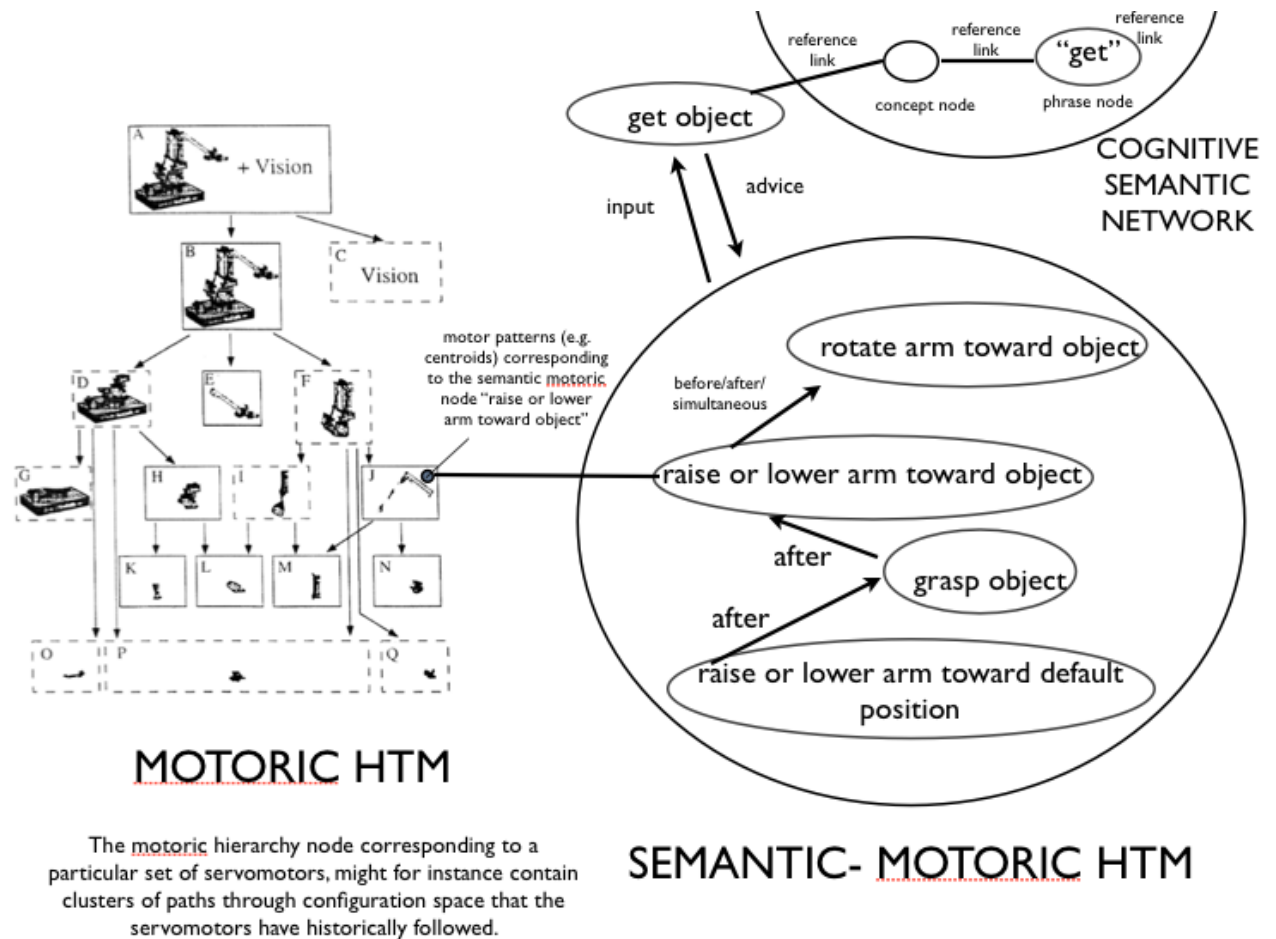 reference
link
reference
link
reference
link
"get"
concept node
phrase node
get object
COGNITIVE
SEMANTIC
NETWORK
input
advice
A
+ Vision
B
C
Vision
D
E
F
G
H
I
J
K
L
M
N
O
P
Q
motor patterns (e.g.
centroids) corresponding
to the semantic motoric
node "raise or lower
arm toward object"
rotate arm toward object
before/after/
simultaneous
raise or lower arm toward object
after
grasp object
after
raise or lower arm toward default
position
MOTORIC HTM
The motoric hierarchy node corresponding to a
particular set of servomotors, might for instance contain
clusters of paths through configuration space that the
servomotors have historically followed.
SEMANTIC- MOTORIC HTM